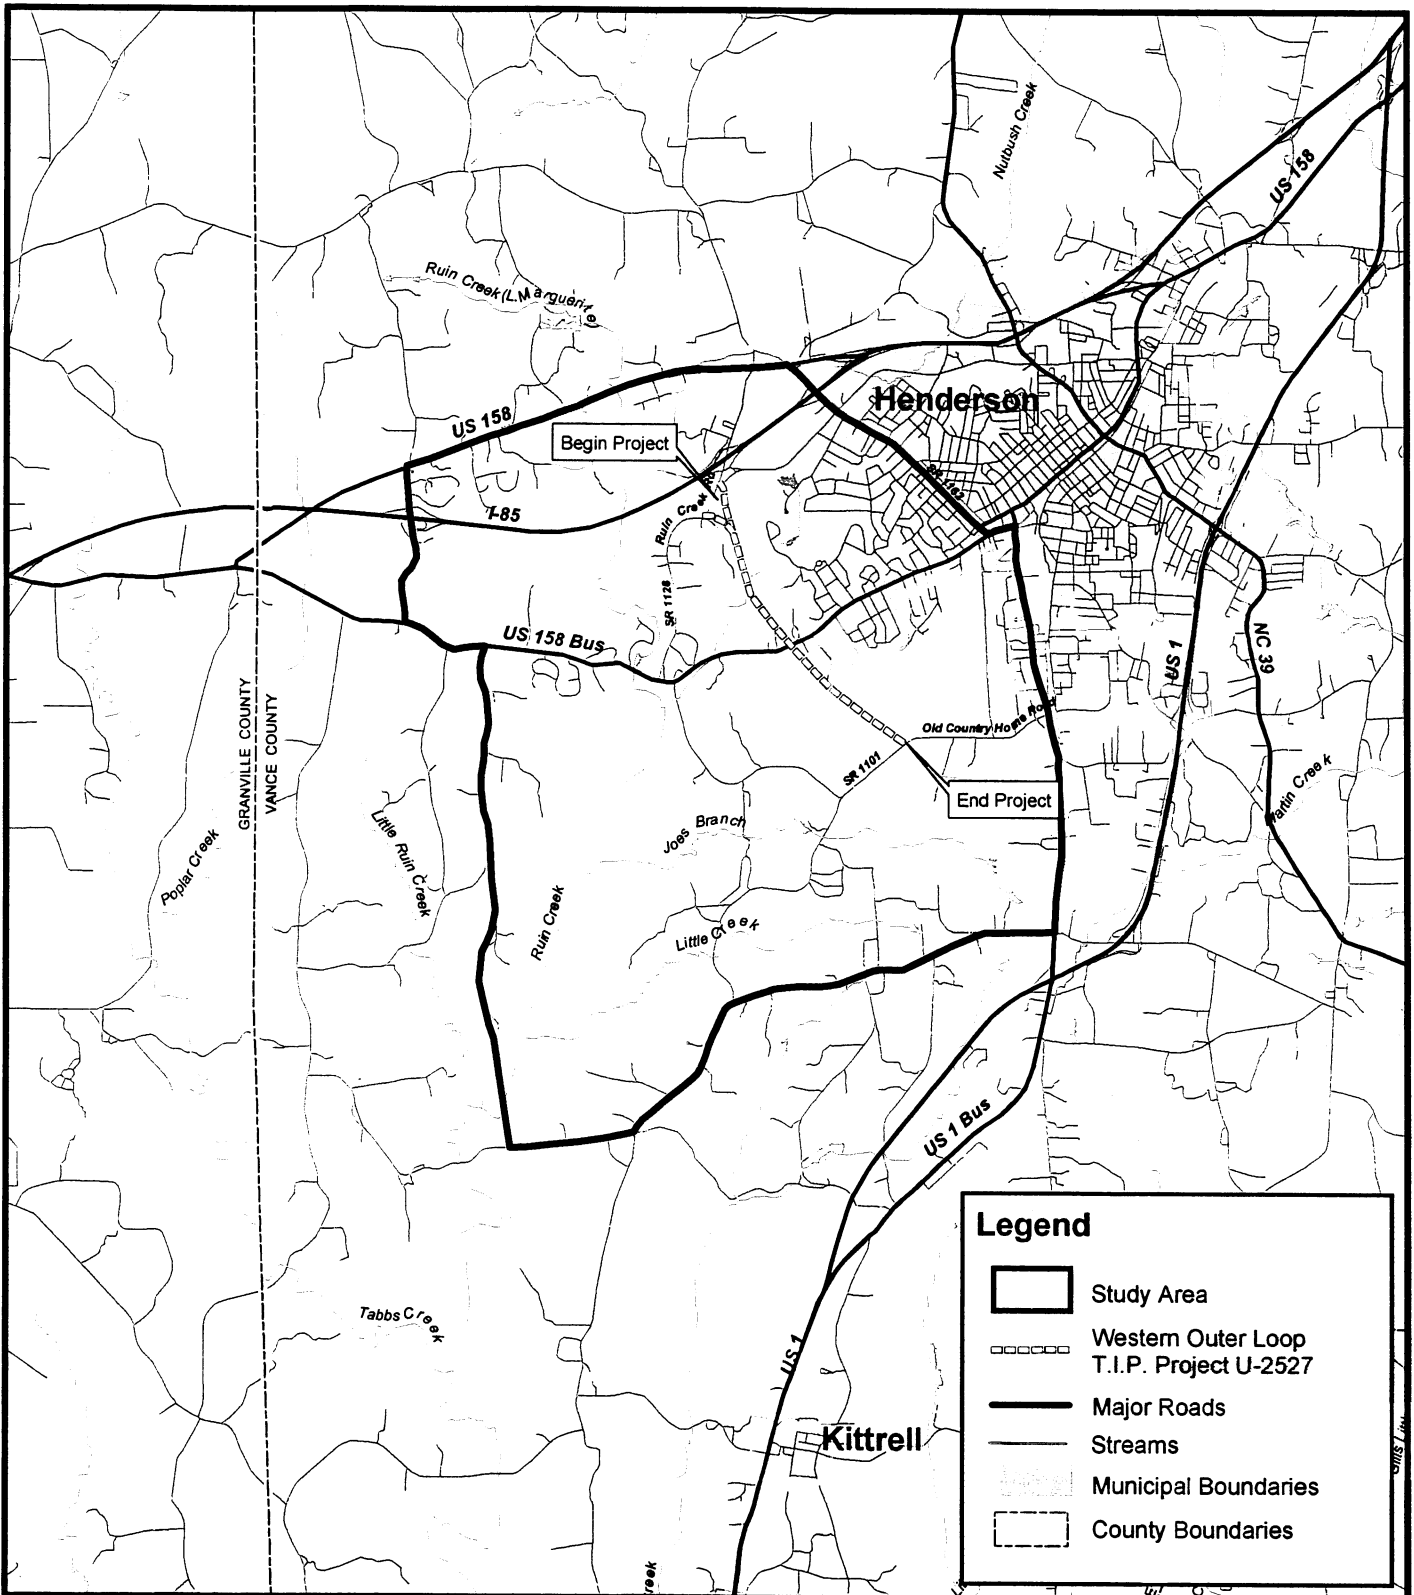 Nutbush Creek
US 158
Ruin Creek (L. Marguerite)
Henderson
US 158
Begin Project
SR 1162
I-85
Ruin Creek Rd
SR 1128
US 158 Bus
US 1
NC 39
GRANVILLE COUNTY
VANCE COUNTY
Old Country Home Road
SR 1101
End Project
Martin Creek
Poplar Creek
Little Ruin Creek
Joes Branch
Ruin Creek
Little Creek
US 1 Bus
Tabbs Creek
US 1
Kittrell
reek
Legend
Study Area
Western Outer Loop
T.I.P. Project U-2527
Major Roads
Streams
Municipal Boundaries
County Boundaries